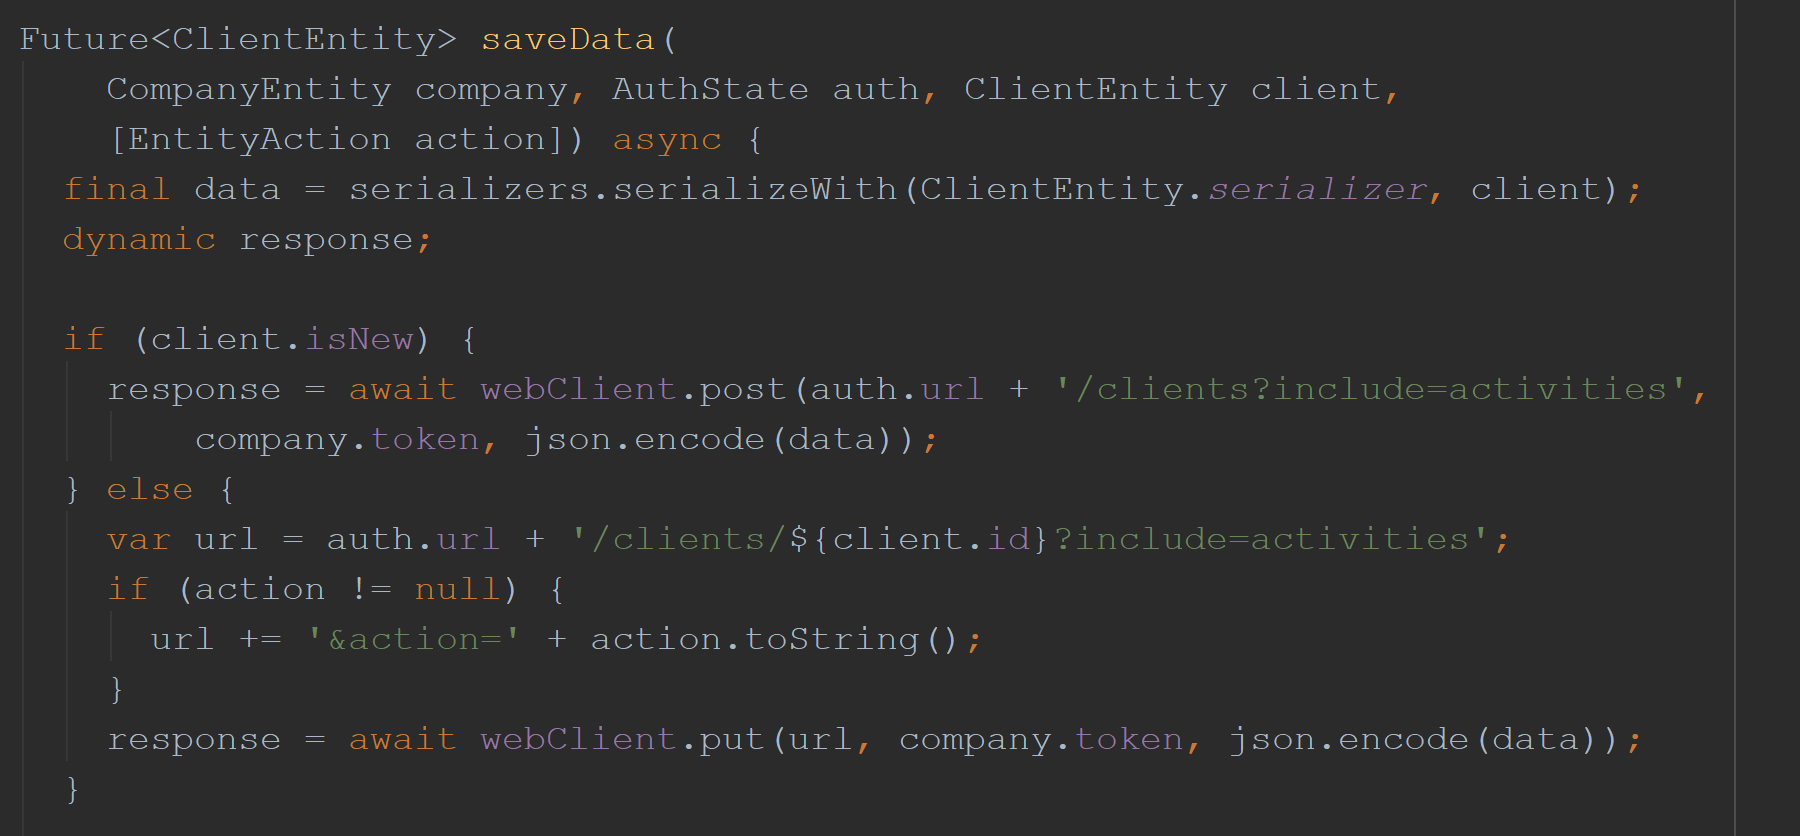 Future<ClientEntity> saveData(
    CompanyEntity company, AuthState auth, ClientEntity client,
    [EntityAction action]) async {
  final data = serializers.serializeWith(ClientEntity.serializer, client);
  dynamic response;

  if (client.isNew) {
    response = await webClient.post(auth.url + '/clients?include=activities',
        company.token, json.encode(data));
  } else {
    var url = auth.url + '/clients/${client.id}?include=activities';
    if (action != null) {
      url += '&action=' + action.toString();
    }
    response = await webClient.put(url, company.token, json.encode(data));
  }